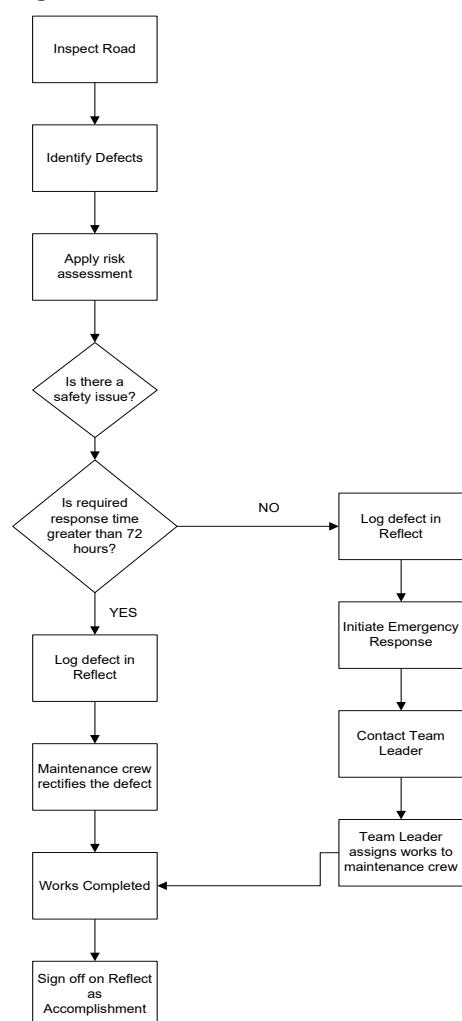 Inspect Road
Identify Defects
Apply risk
assessment
Is there a
safety issue?
Is required
response time
greater than 72
hours?
NO
YES
Log defect in
Reflect
Maintenance crew
rectifies the defect
Works Completed
Sign off on Reflect
as
Accomplishment
Log defect in
Reflect
Initiate Emergency
Response
Contact Team
Leader
Team Leader
assigns works to
maintenance crew